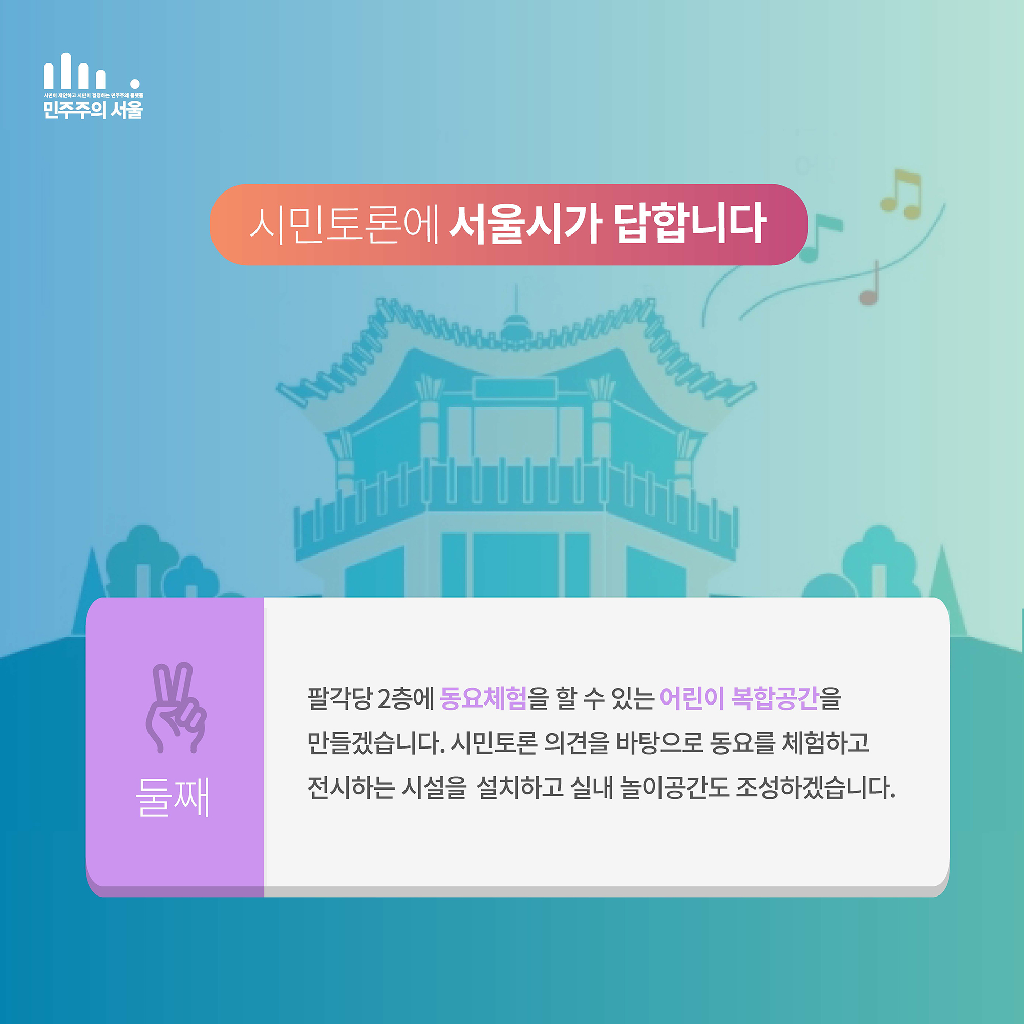 시민이 제안하고 시민이 결정하는 민주주의 플랫폼
민주주의 서울
시민토론에 서울시가 답합니다
둘째
팔각당 2층에 동요체험을 할 수 있는 어린이 복합공간을
만들겠습니다. 시민토론 의견을 바탕으로 동요를 체험하고
전시하는 시설을 설치하고 실내 놀이공간도 조성하겠습니다.